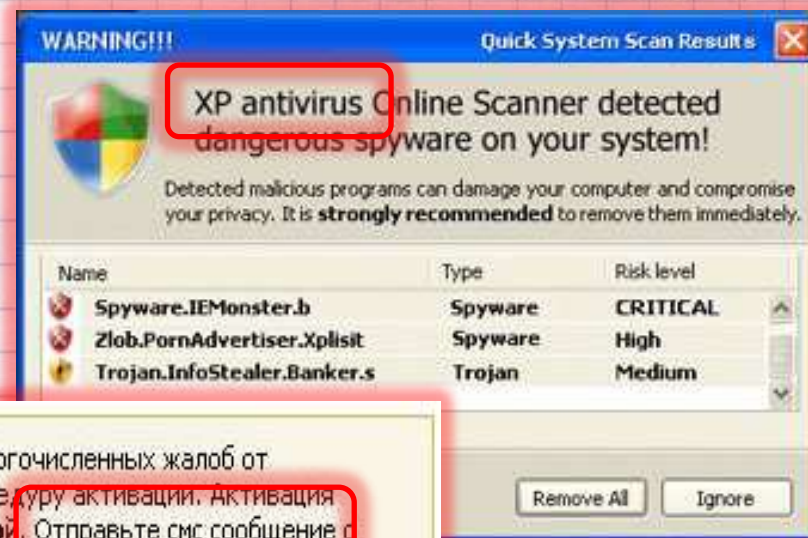 WARNING!!! Quick System Scan Results
XP antivirus Online Scanner detected
dangerous spyware on your system!
Detected malicious programs can damage your computer and compromise
your privacy. It is strongly recommended to remove them immediately.
Name Type Risk level
Spyware.IEMonster.b Spyware CRITICAL
Zlob.PornAdvertiser.Xplisit Spyware High
Trojan.InfoStealer.Banker.s Trojan Medium
Remove All Ignore
жалоб от
активации. Активация
Отправьте смс сообщение с